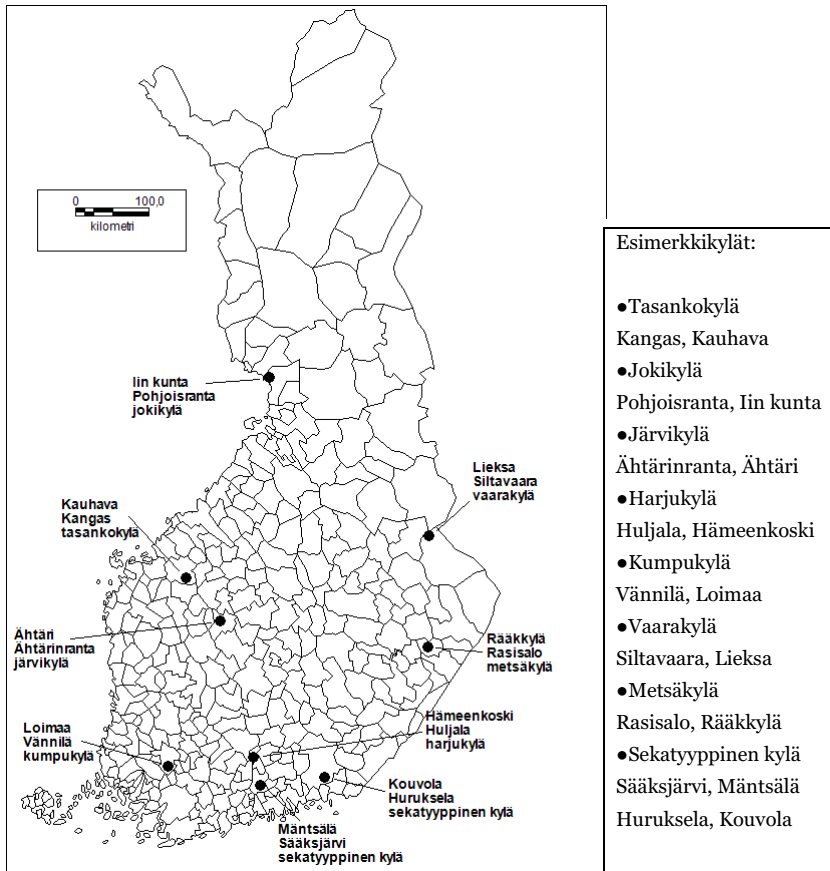 0 100,0
kilometri
Iin kunta
Pohjoisranta
jokikylä
Lieksa
Siltavaara
vaarakylä
Kauhava
Kangas
tasankokylä
Ähtäri
Ähtärinranta
järvikylä
Rääkkylä
Rasisalo
metsäkylä
Hämeenkoski
Huljala
harjukylä
Loimaa
Vännilä
kumpukylä
Kouvola
Huruksela
sekatyyppinen kylä
Mäntsälä
Sääksjärvi
sekatyyppinen kylä
Esimerkkikylät:
●Tasankokylä
Kangas, Kauhava
●Jokikylä
Pohjoisranta, Iin kunta
●Järvikylä
Ähtärinranta, Ähtäri
●Harjukylä
Huljala, Hämeenkoski
●Kumpukylä
Vännilä, Loimaa
●Vaarakylä
Siltavaara, Lieksa
●Metsäkylä
Rasisalo, Rääkkylä
●Sekatyyppinen kylä
Sääksjärvi, Mäntsälä
Huruksela, Kouvola